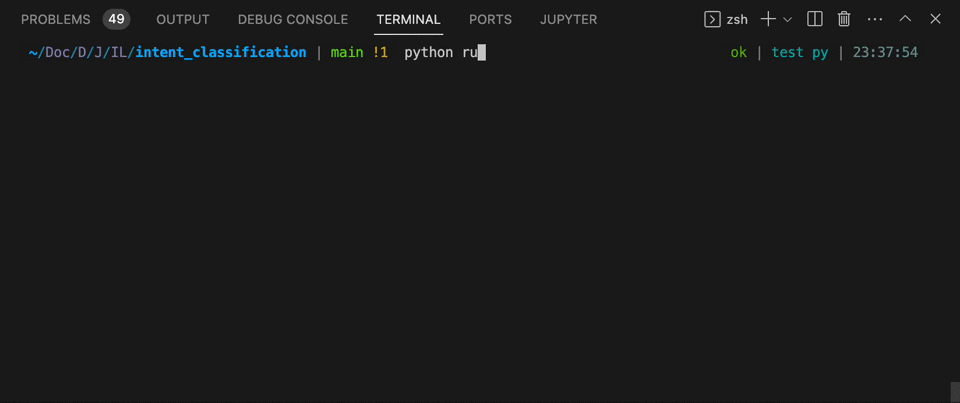 PROBLEMS 49 OUTPUT DEBUG CONSOLE TERMINAL PORTS JUPYTER zsh
~/Doc/D/J/IL/intent_classification | main !1 python ru ok | test py | 23:37:54